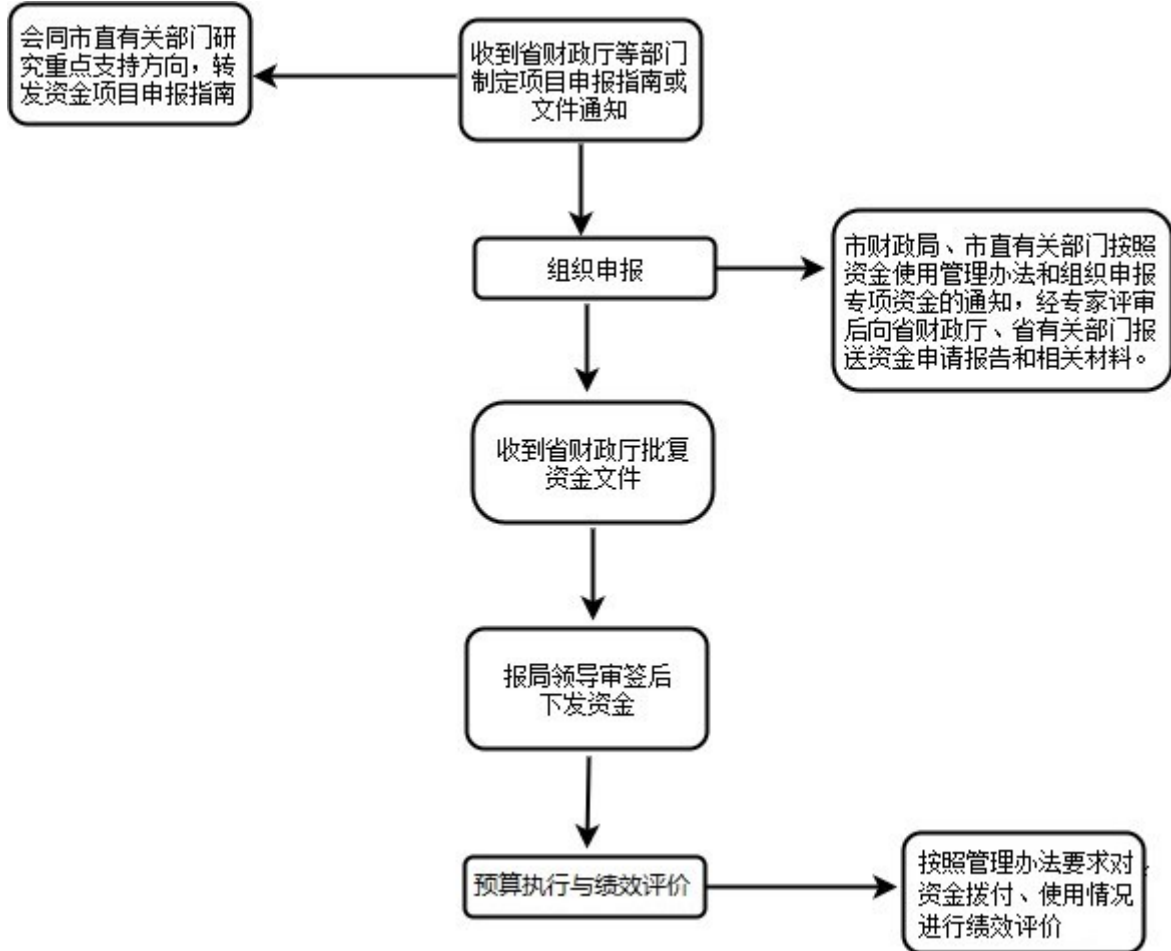 会同市直有关部门研
究重点支持方向，转
发资金项目申报指南
收到省财政厅等部门
制定项目申报指南或
文件通知
组织申报
市财政局、市直有关部门按照
资金使用管理办法和组织申报
专项资金的通知，经专家评审
后向省财政厅、省有关部门报
送资金申请报告和相关材料。
收到省财政厅批复
资金文件
报局领导审签后
下发资金
预算执行与绩效评价
按照管理办法要求对
资金拨付、使用情况
进行绩效评价